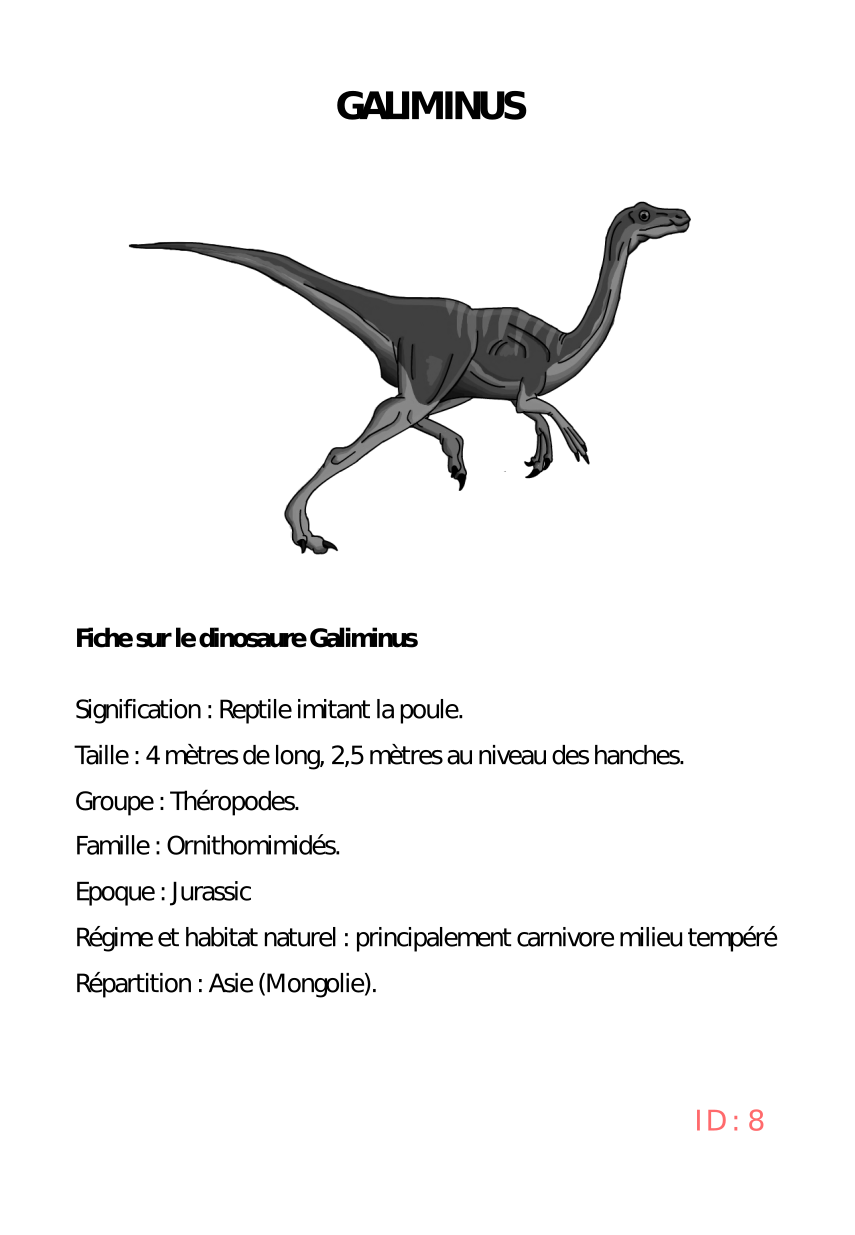 GALIMINUS
Fiche sur le dinosaure Galiminus
Signification : Reptile imitant la poule.
Taille : 4 mètres de long, 2,5 mètres au niveau des hanches.
Groupe : Théropodes.
Famille : Ornithomimidés.
Epoque : Jurassic
Régime et habitat naturel : principalement carnivore milieu tempéré
Répartition : Asie (Mongolie).
ID : 8